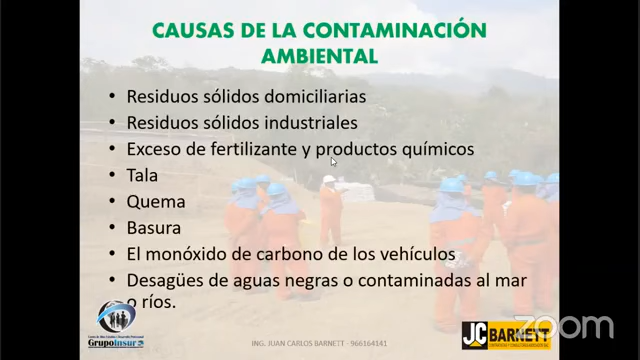 CAUSAS DE LA CONTAMINACIÓN
AMBIENTAL
• Residuos sólidos domiciliarias
• Residuos sólidos industriales
• Exceso de fertilizante y productos químicos
• Tala
• Quema
• Basura
• El monóxido de carbono de los vehículos
• Desagües de aguas negras o contaminadas al mar
o ríos.
GrupoInsur
ING. JUAN CARLOS BARNETT - 966164141
JC BARNETT
zoom